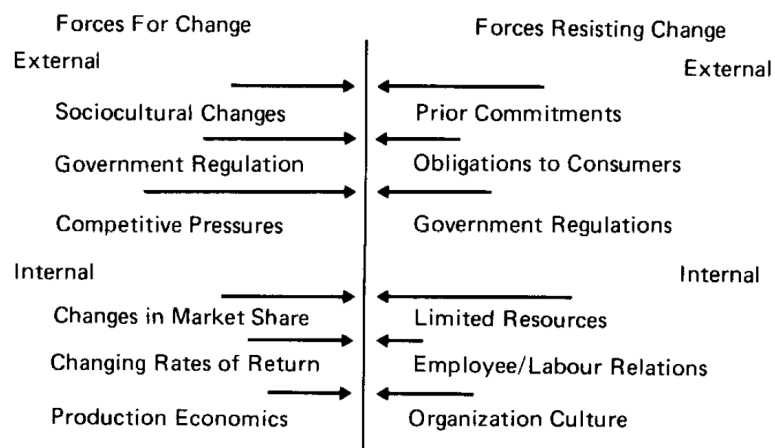 Forces For Change
Forces Resisting Change
External
External
Sociocultural Changes
Prior Commitments
Government Regulation
Obligations to Consumers
Competitive Pressures
Government Regulations
Internal
Internal
Changes in Market Share
Limited Resources
Changing Rates of Return
Employee/Labour Relations
Production Economics
Organization Culture